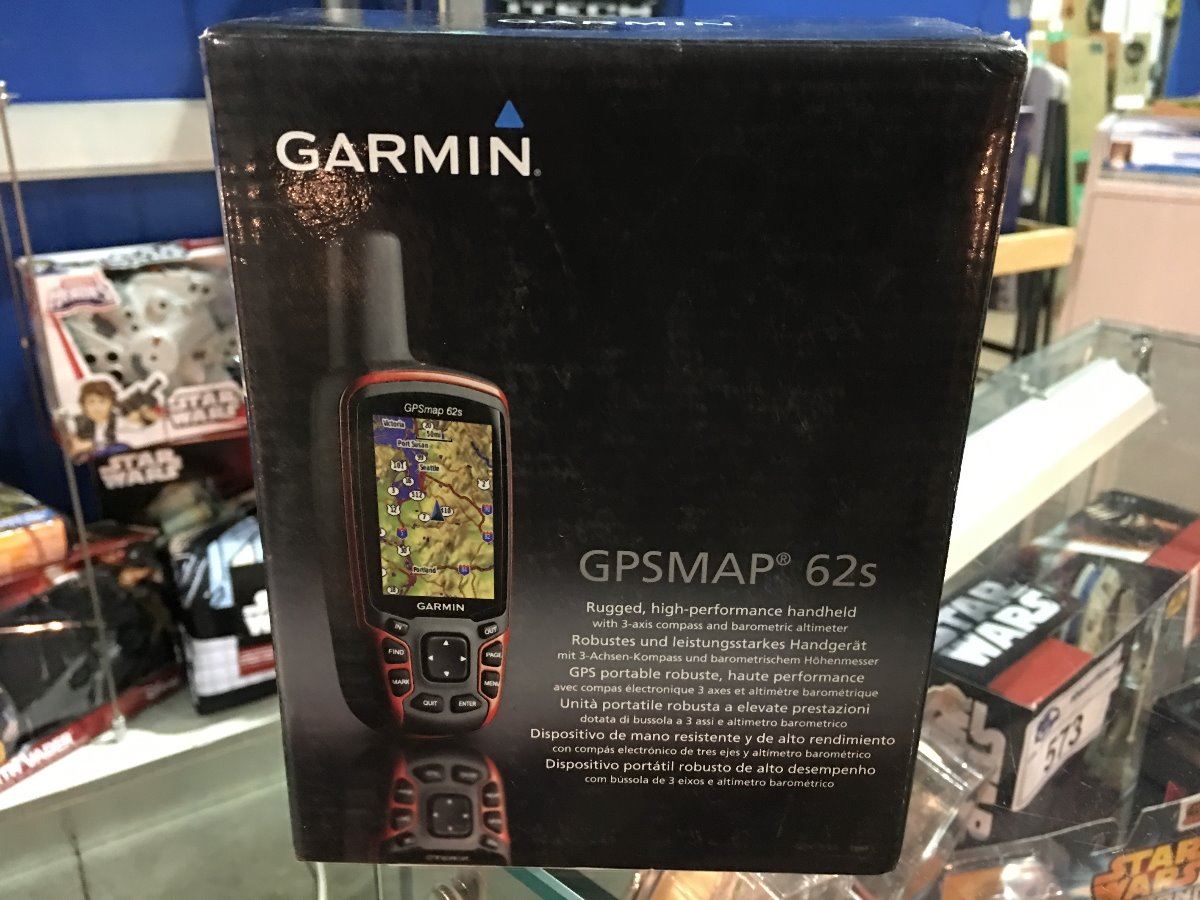 GARMIN
GPSmap 62s
Victoria
Port Susan
Seattle
Portland
GARMIN
IN
OUT
FIND
PAGE
MARK
MENU
QUIT
ENTER
GPSMAP® 62s
Rugged, high-performance handheld
with 3-axis compass and barometric altimeter
Robustes und leistungsstarkes Handgerät
mit 3-Achsen-Kompass und barometrischem Höhenmesser
GPS portable robuste, haute performance
avec compas électronique 3 axes et altimètre barométrique
Unità portatile robusta a elevate prestazioni
dotata di bussola a 3 assi e altimetro barometrico
Dispositivo de mano resistente y de alto rendimiento
con compás electrónico de tres ejes y altímetro barométrico
Dispositivo portátil robusto de alto desempenho
com bússola de 3 eixos e altímetro barométrico
STAR WARS
STAR WARS
STAR WARS
573
STAR WARS